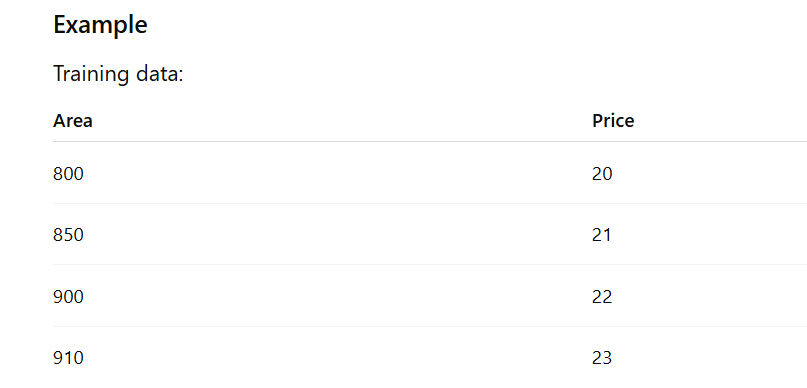 Example
Training data:
Area Price
800 20
850 21
900 22
910 23